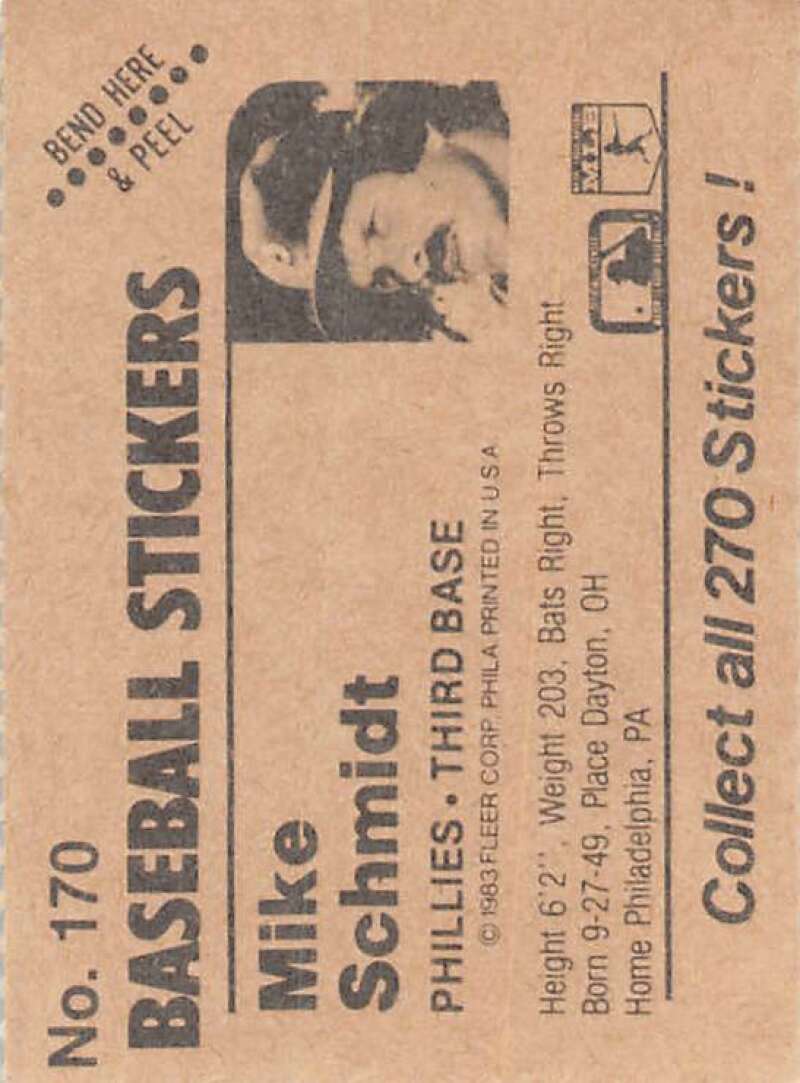 No. 170
BEND HERE
& PEEL
BASEBALL STICKERS
Mike
Schmidt
PHILLIES • THIRD BASE
© 1983 FLEER CORP. PHILA PRINTED IN U S A
Height 6'2", Weight 203, Bats Right, Throws Right
Born 9-27-49, Place Dayton, OH
Home Philadelphia, PA
Collect all 270 Stickers!